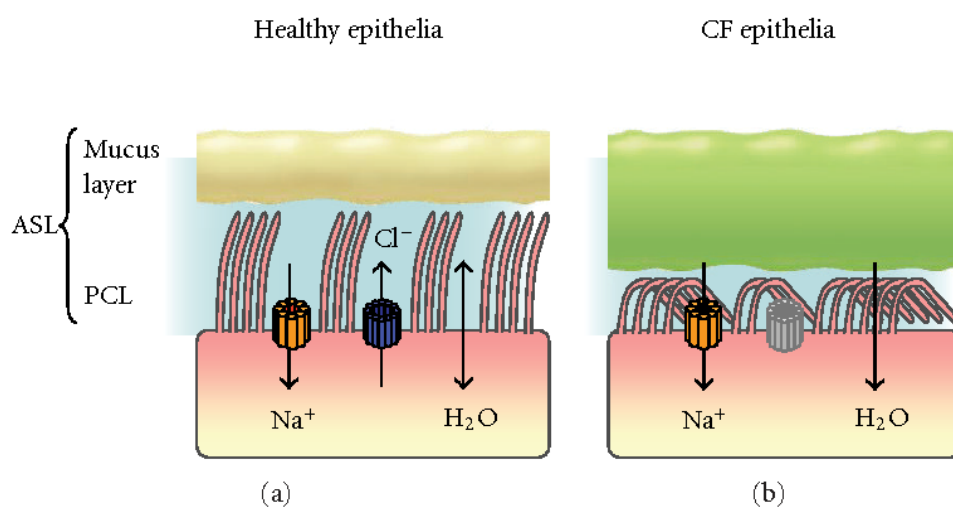 Healthy epithelia
CF epithelia
Mucus
layer
ASL
PCL
Cl⁻
Na⁺
H₂O
Na⁺
H₂O
(a)
(b)